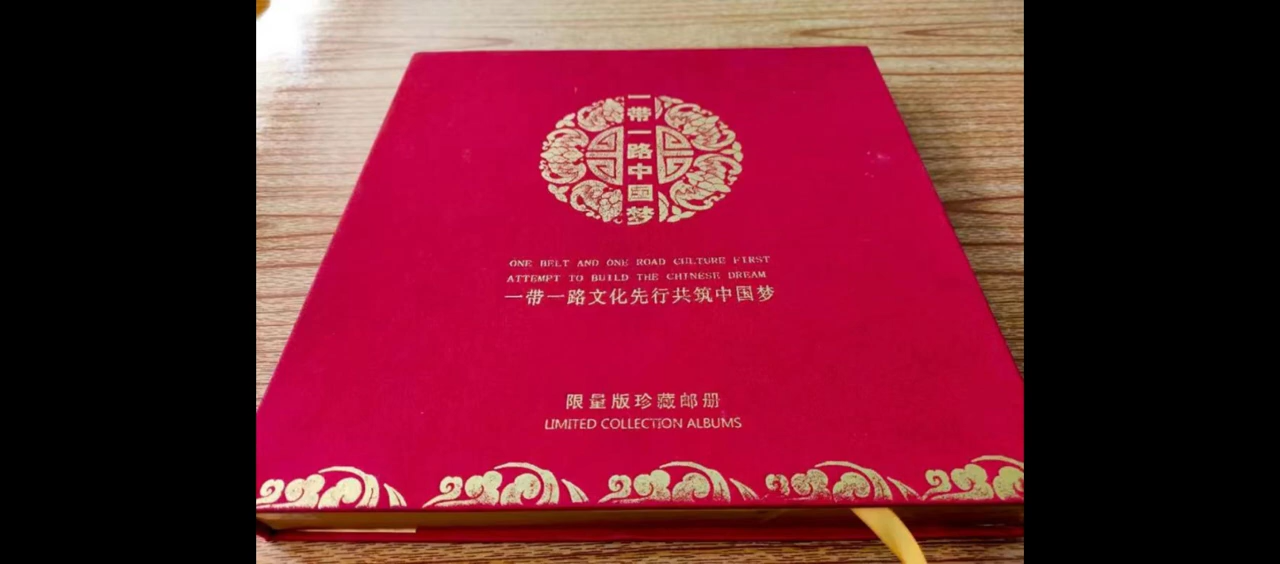 一带一路中国梦
ONE BELT AND ONE ROAD CULTURE FIRST
ATTEMPT TO BUILD THE CHINESE DREAM
一带一路文化先行共筑中国梦
限量版珍藏邮册
LIMITED COLLECTION ALBUMS